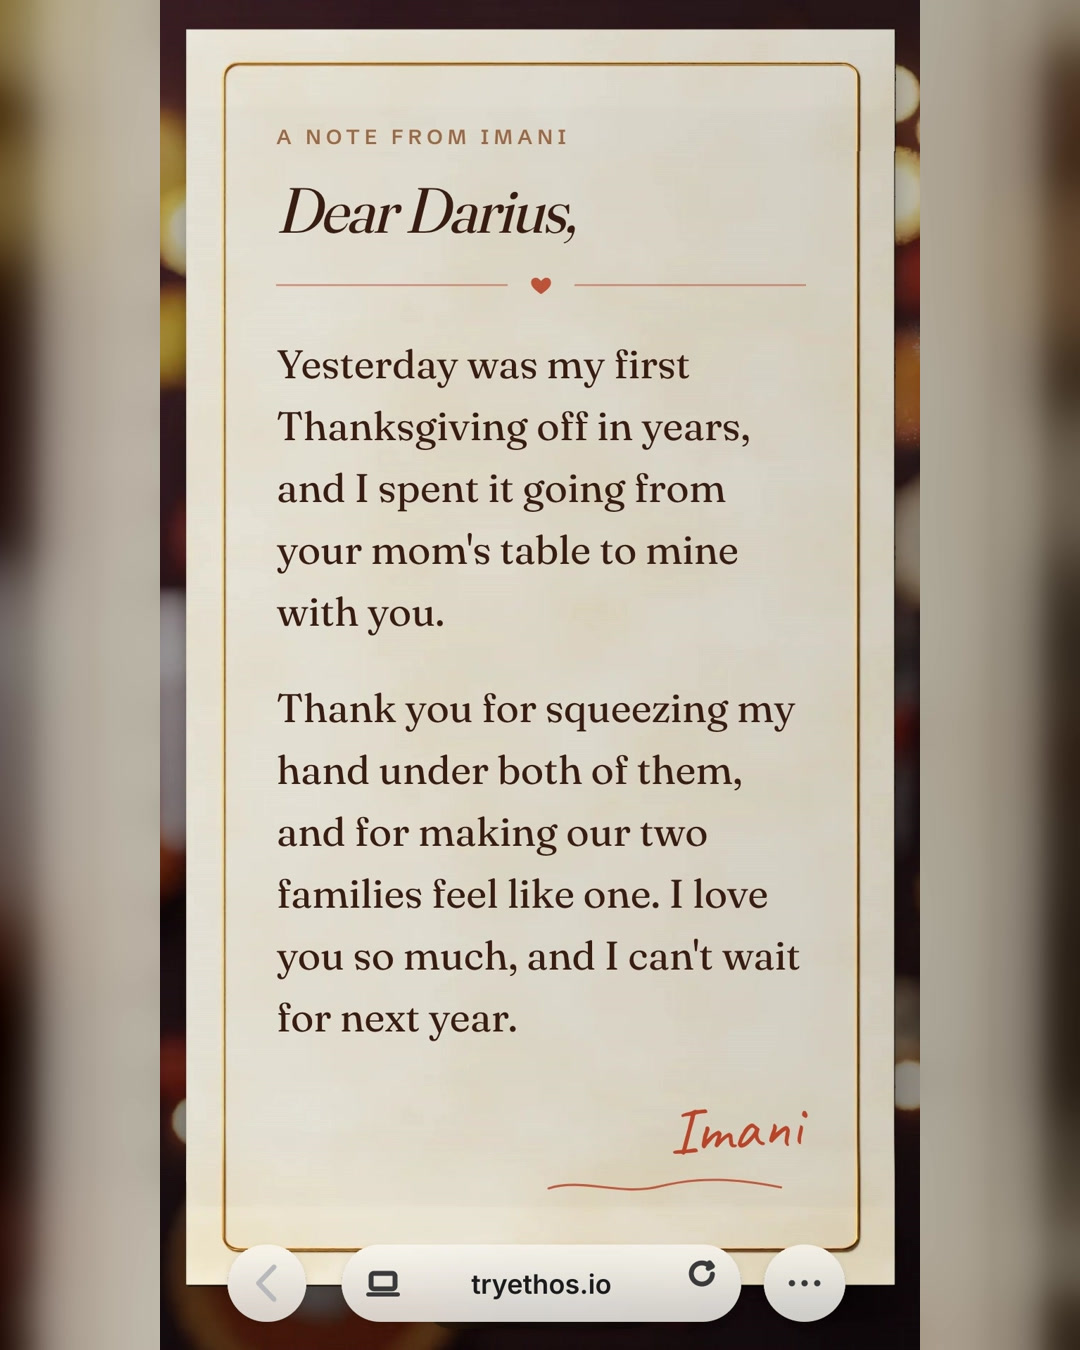 A NOTE FROM IMANI
Dear Darius,
Yesterday was my first
Thanksgiving off in years,
and I spent it going from
your mom's table to mine
with you.
Thank you for squeezing my
hand under both of them,
and for making our two
families feel like one. I love
you so much, and I can't wait
for next year.
Imani
tryethos.io